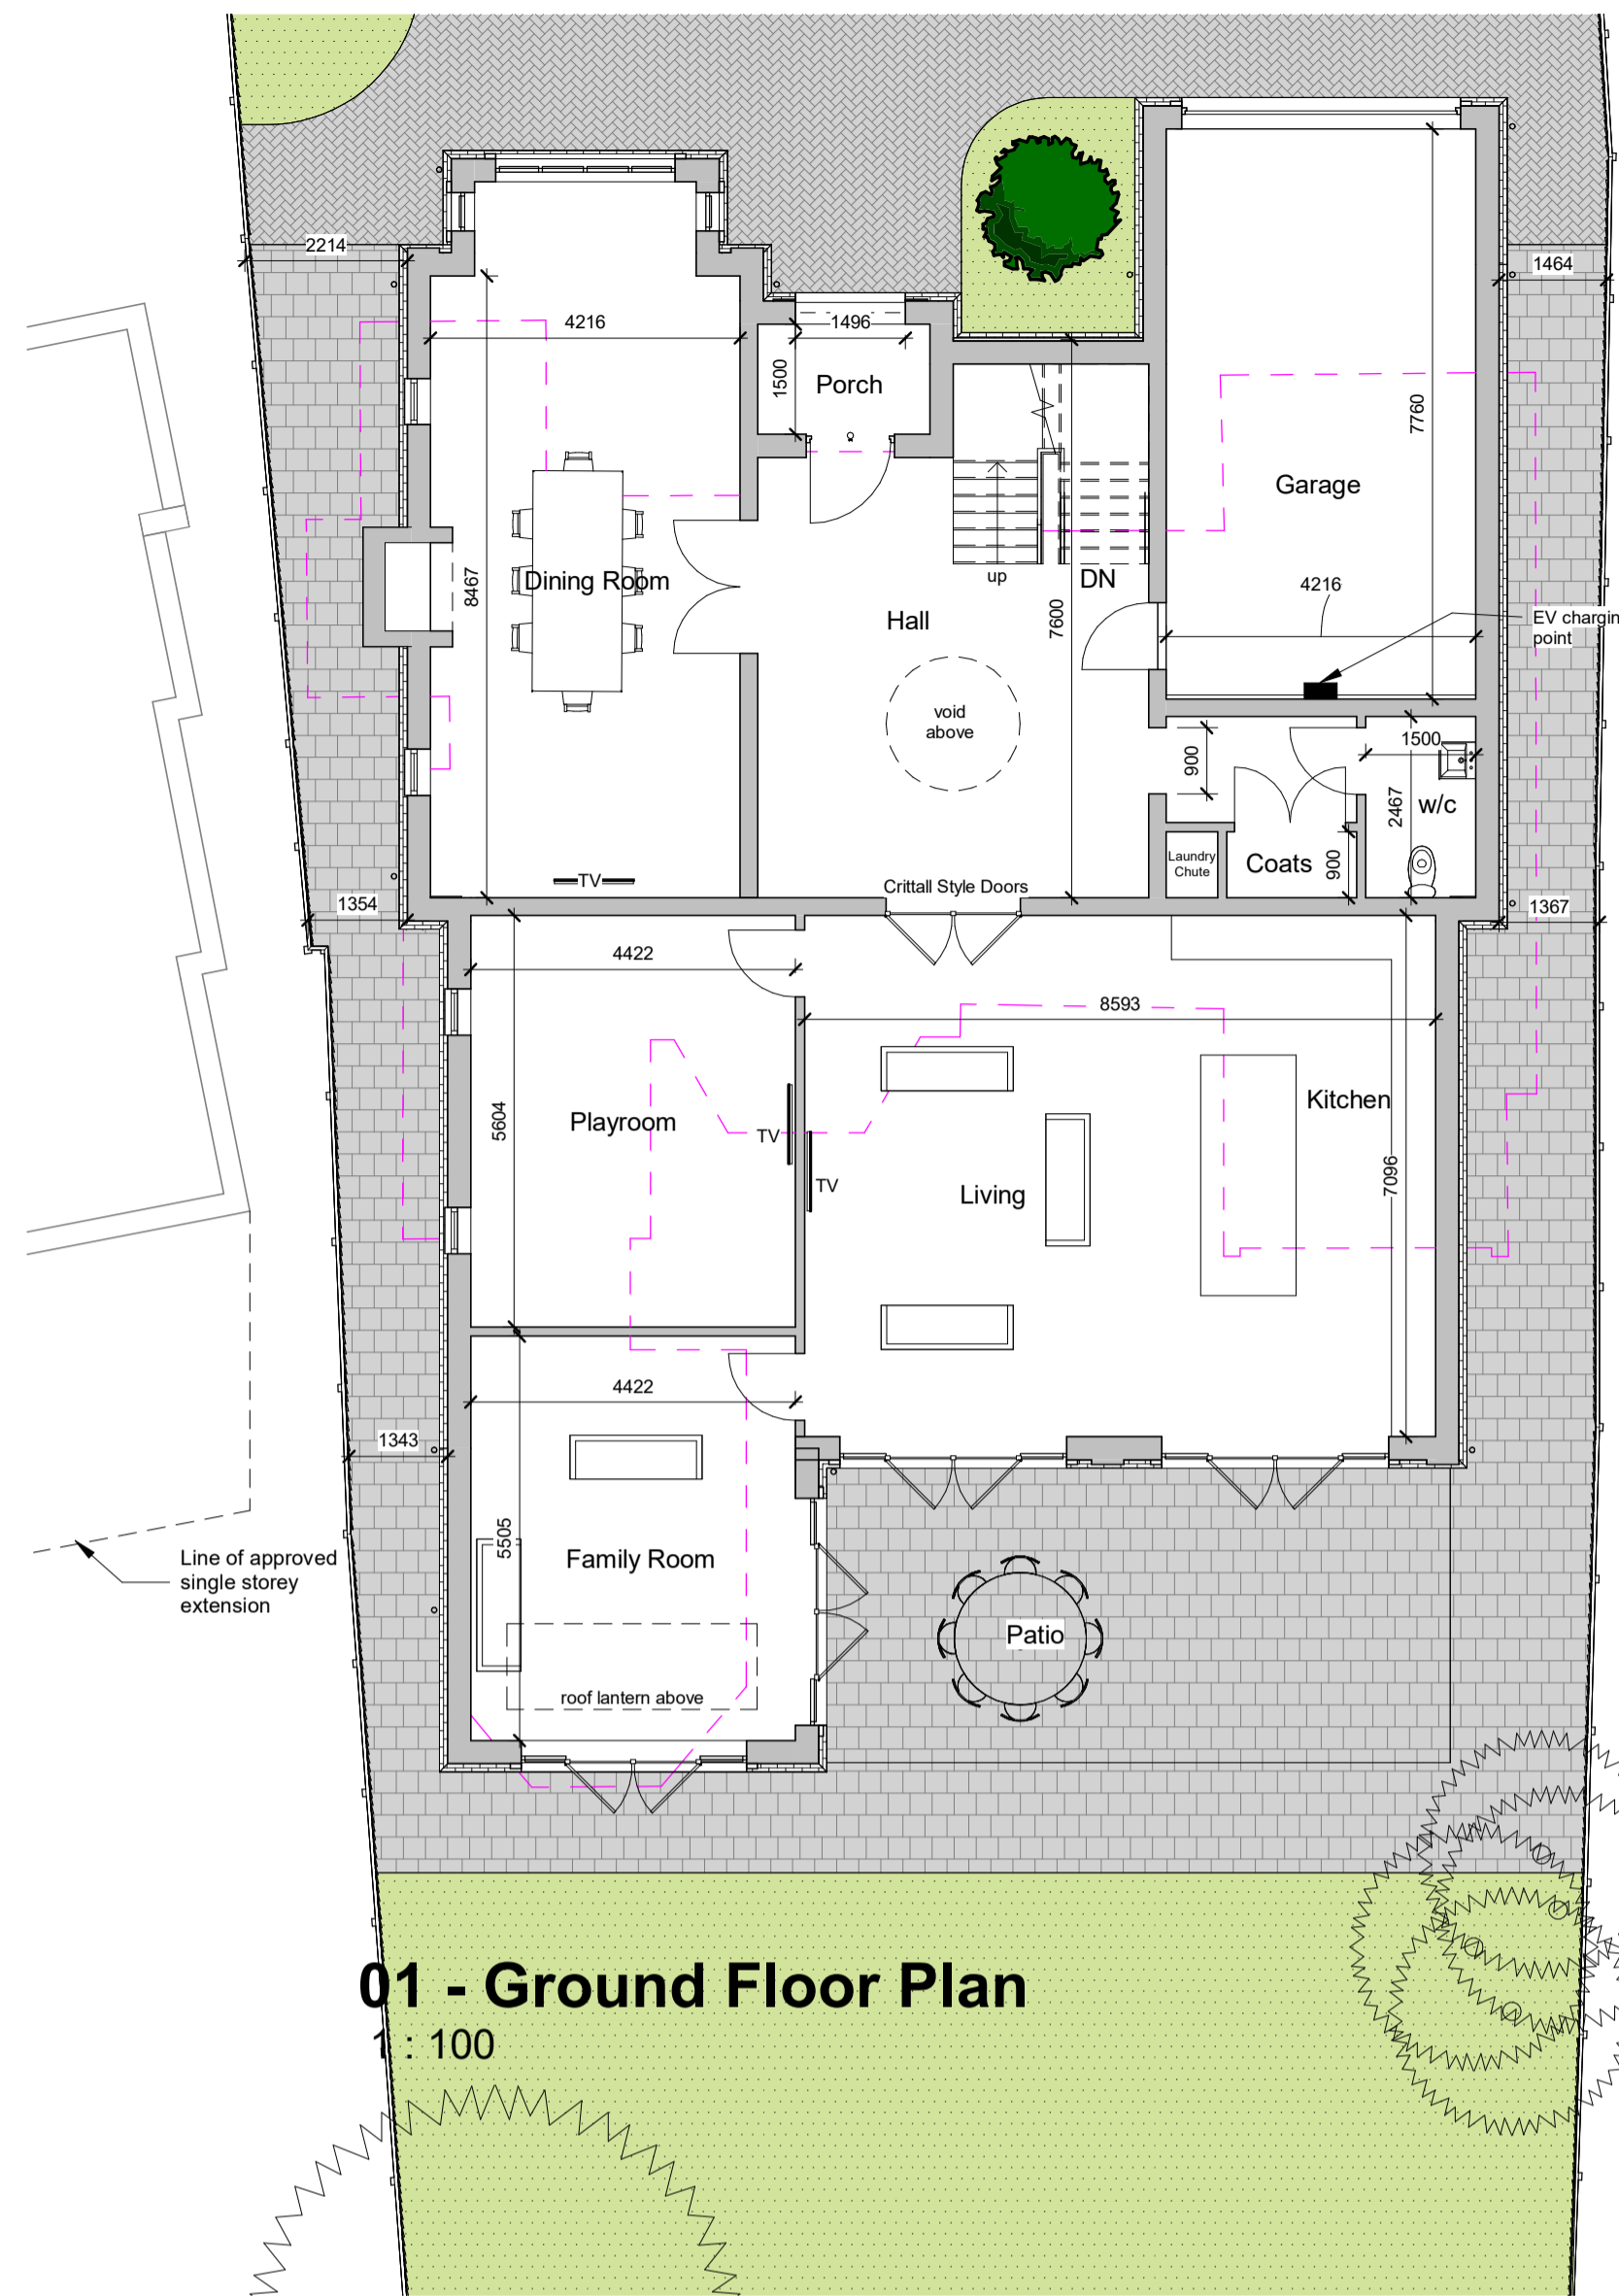 2214
1464
4216
1496
1500
Porch
7760
Garage
Dining Room
8467
up
DN
4216
Hall
7600
EV chargin
point
void
above
900
1500
2467
w/c
Laundry
Chute
Coats
900
TV
Crittall Style Doors
1354
1367
4422
8593
Playroom
5604
TV
Kitchen
TV
Living
7096
4422
1343
Line of approved
single storey
extension
5505
Family Room
Patio
roof lantern above
01 - Ground Floor Plan
1 : 100